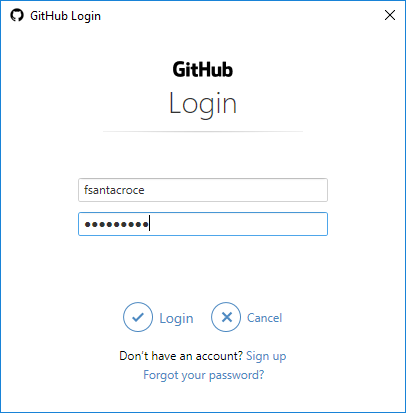 GitHub Login
GitHub
Login
fsantacroce
●●●●●●●●●
Login Cancel
Don't have an account? Sign up
Forgot your password?